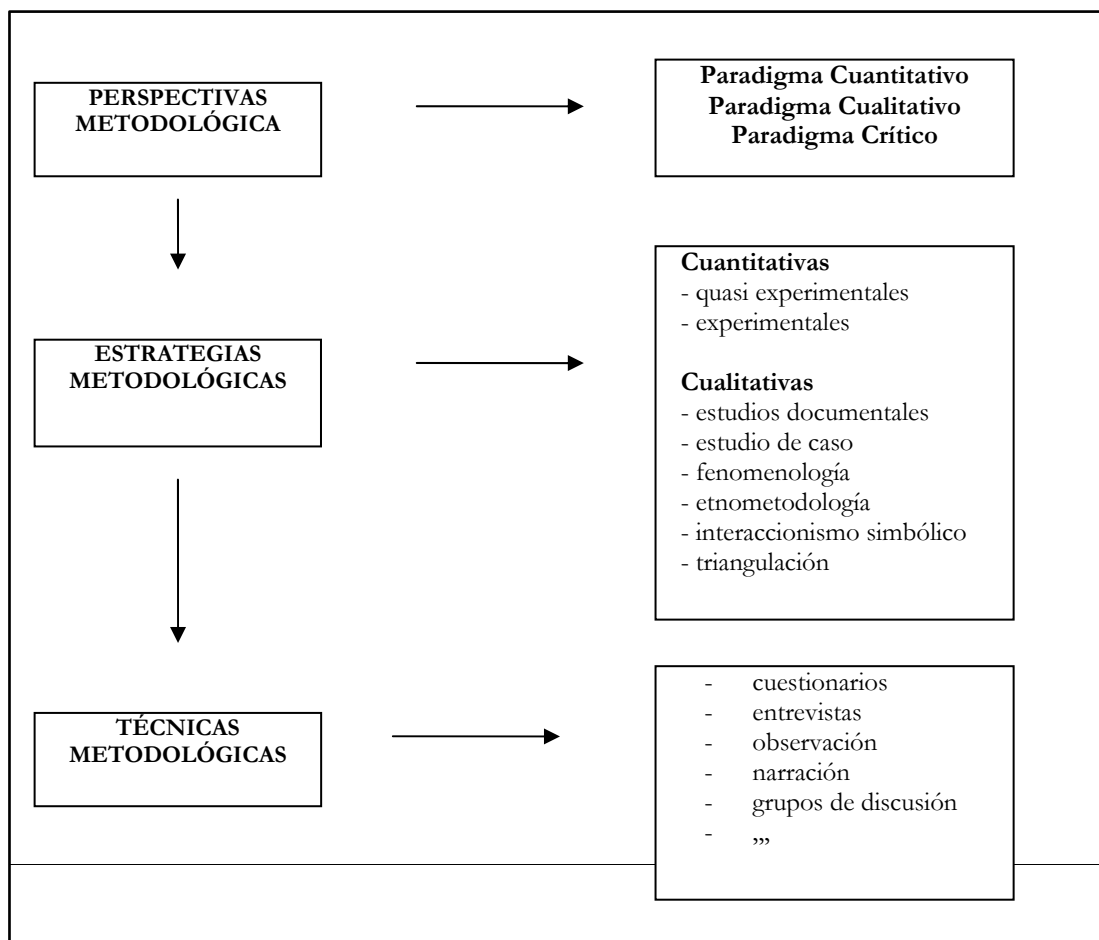 PERSPECTIVAS
METODOLÓGICA
Paradigma Cuantitativo
Paradigma Cualitativo
Paradigma Crítico
ESTRATEGIAS
METODOLÓGICAS
Cuantitativas
- quasi experimentales
- experimentales
Cualitativas
- estudios documentales
- estudio de caso
- fenomenología
- etnometodología
- interaccionismo simbólico
- triangulación
TÉCNICAS
METODOLÓGICAS
- cuestionarios
- entrevistas
- observación
- narración
- grupos de discusión
- ,,,